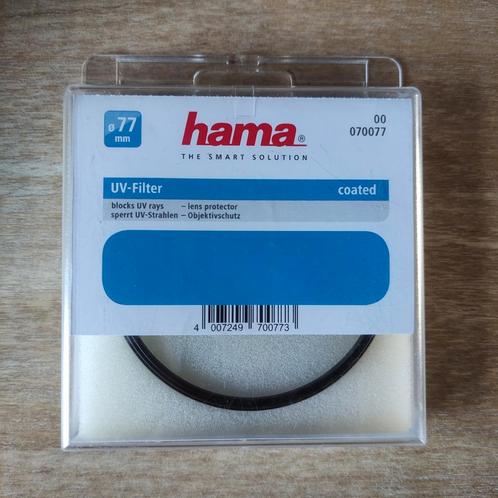 ø 77
mm
hama®
THE SMART SOLUTION
00
070077
UV-Filter coated
blocks UV rays – lens protector
sperrt UV-Strahlen – Objektivschutz
4 007249 700773